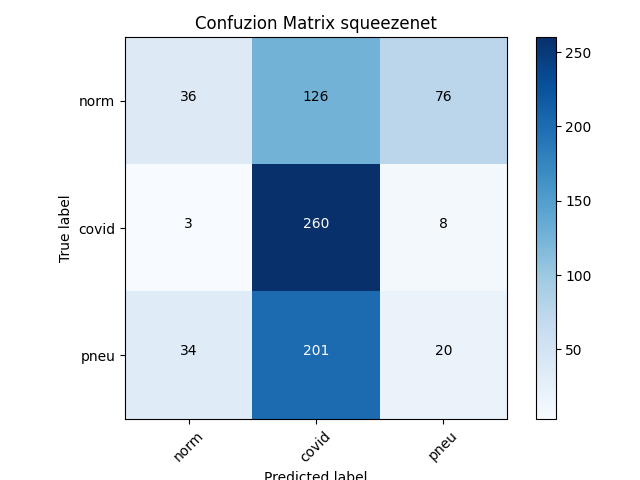 Confuzion Matrix squeezenet
norm 36 126 76
covid 3 260 8
pneu 34 201 20
True label
norm covid pneu
Predicted label
250
200
150
100
50